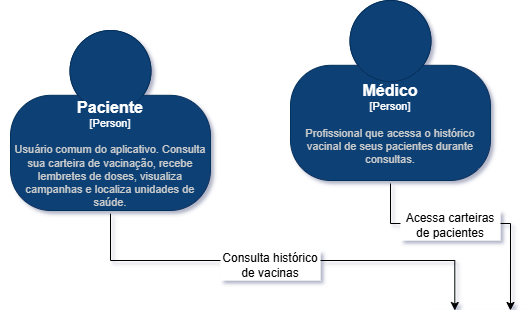 Paciente
[Person]
Usuário comum do aplicativo. Consulta
sua carteira de vacinação, recebe
lembretes de doses, visualiza
campanhas e localiza unidades de
saúde.
Médico
[Person]
Profissional que acessa o histórico
vacinal de seus pacientes durante
consultas.
Acessa carteiras
de pacientes
Consulta histórico
de vacinas